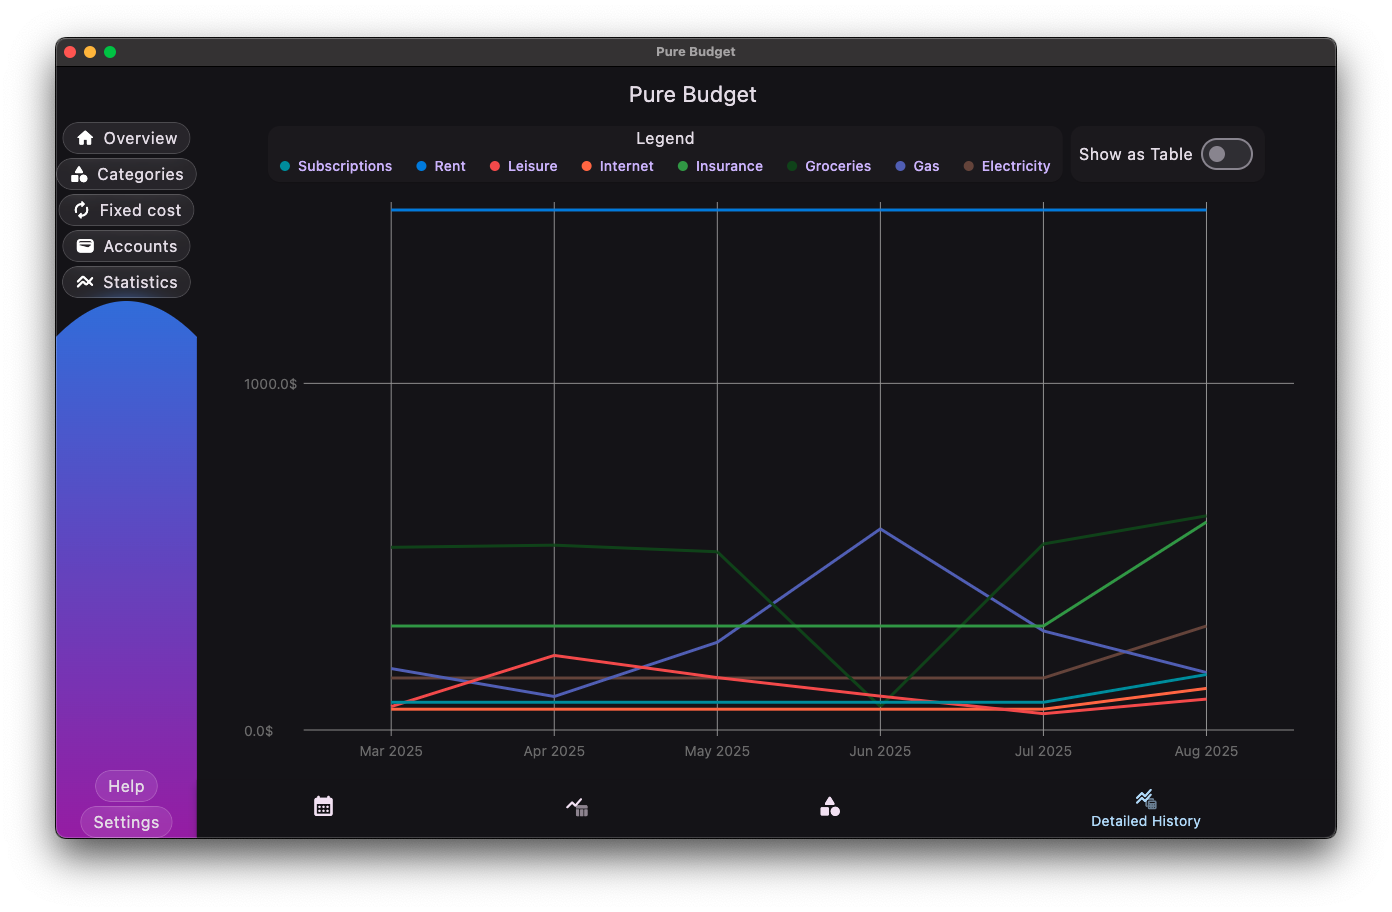 Pure Budget
Pure Budget
Overview
Categories
Fixed cost
Accounts
Statistics
Help
Settings
Legend
Subscriptions Rent Leisure Internet Insurance Groceries Gas Electricity
Show as Table
1000.0$
0.0$
Mar 2025 Apr 2025 May 2025 Jun 2025 Jul 2025 Aug 2025
Detailed History